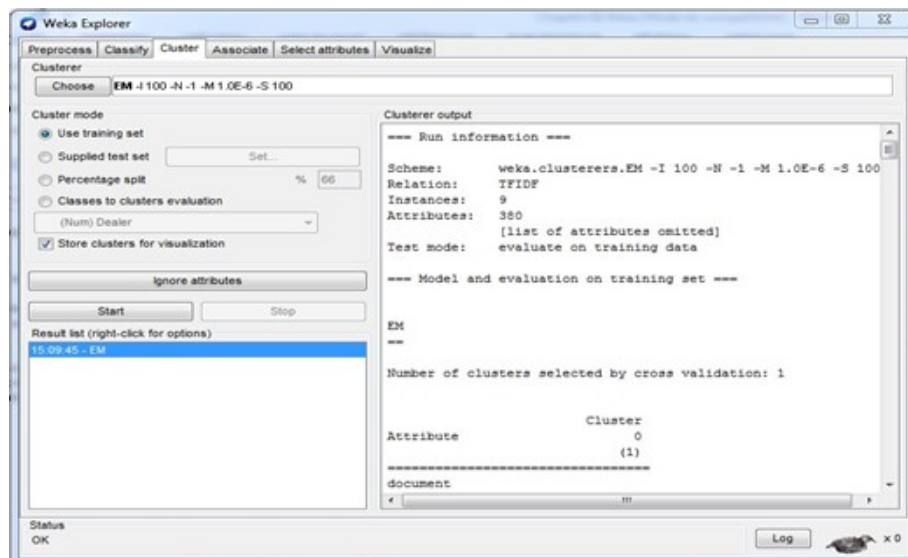 Weka Explorer
Preprocess Classify Cluster Associate Select attributes Visualize
Clusterer
Choose EM -I 100 -N -1 -M 1.0E-6 -S 100
Cluster mode
Use training set
Supplied test set Set...
Percentage split % 66
Classes to clusters evaluation
(Num) Dealer
Store clusters for visualization
Ignore attributes
Start Stop
Result list (right-click for options)
15:09:45 - EM
Clusterer output
=== Run information ===
Scheme: weka.clusterers.EM -I 100 -N -1 -M 1.0E-6 -S 100
Relation: TFIDF
Instances: 9
Attributes: 380
[list of attributes omitted]
Test mode: evaluate on training data
=== Model and evaluation on training set ===
EM
==
Number of clusters selected by cross validation: 1
Cluster
Attribute 0
(1)
==================================
document
Status
OK
Log x 0